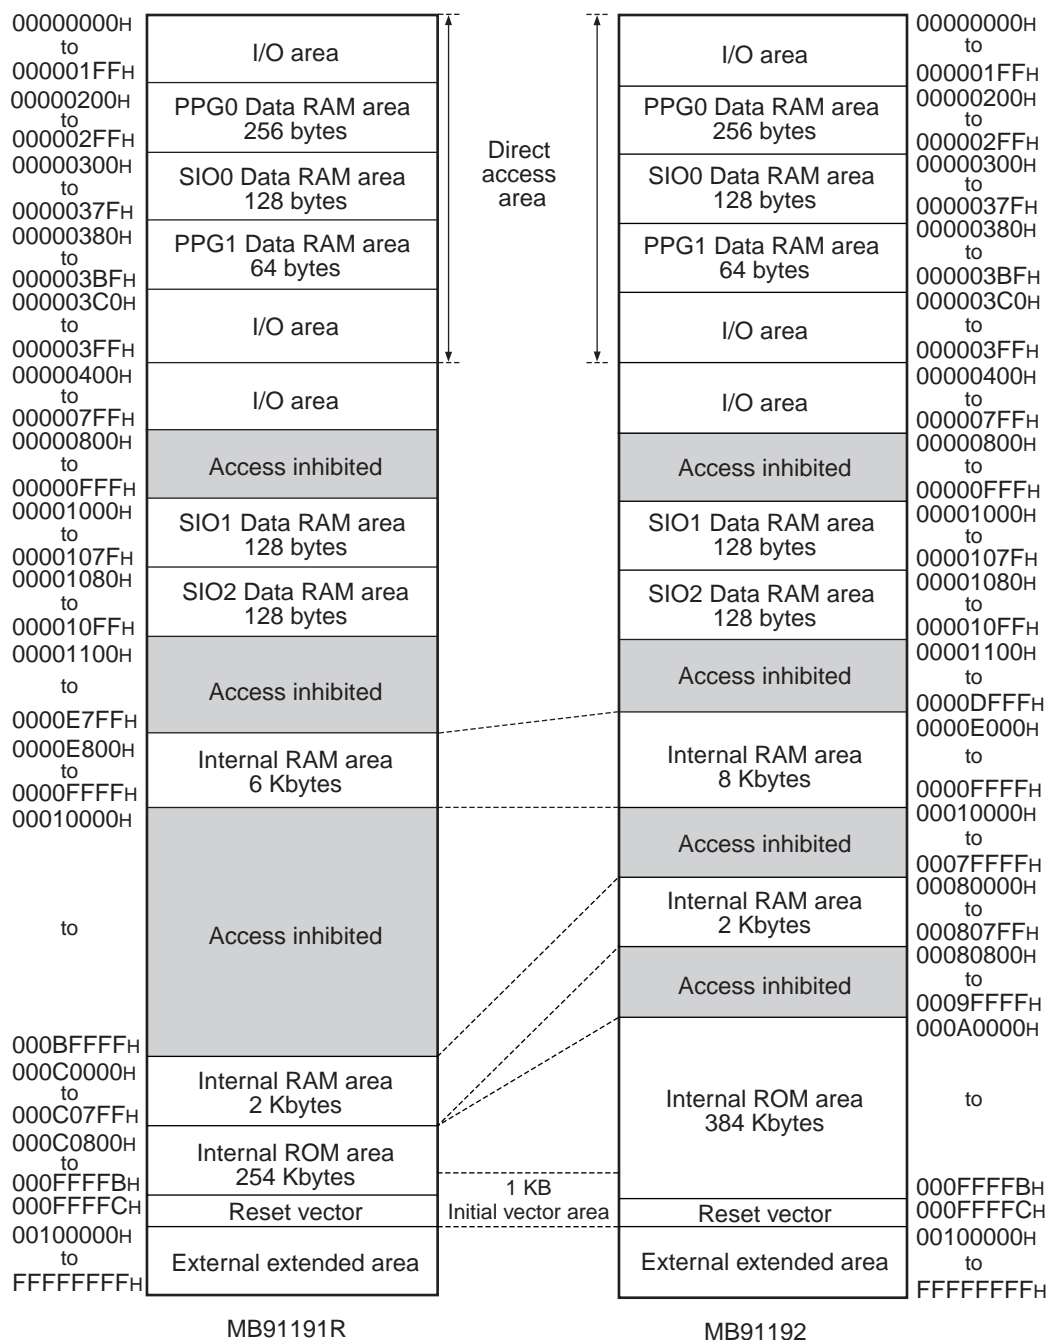 00000000H
to
000001FFH
00000200H
to
000002FFH
00000300H
to
0000037FH
00000380H
to
000003BFH
000003C0H
to
000003FFH
00000400H
to
000007FFH
00000800H
to
00000FFFH
00001000H
to
0000107FH
00001080H
to
000010FFH
00001100H
to
0000E7FFH
0000E800H
to
0000FFFFH
00010000H
to
000BFFFFH
000C0000H
to
000C07FFH
000C0800H
to
000FFFFBH
000FFFFCH
00100000H
to
FFFFFFFFH
I/O area
PPG0 Data RAM area
256 bytes
SIO0 Data RAM area
128 bytes
PPG1 Data RAM area
64 bytes
I/O area
I/O area
Access inhibited
SIO1 Data RAM area
128 bytes
SIO2 Data RAM area
128 bytes
Access inhibited
Internal RAM area
6 Kbytes
Access inhibited
Internal RAM area
2 Kbytes
Internal ROM area
254 Kbytes
Reset vector
External extended area
MB91191R
Direct
access
area
1 KB
Initial vector area
I/O area
PPG0 Data RAM area
256 bytes
SIO0 Data RAM area
128 bytes
PPG1 Data RAM area
64 bytes
I/O area
I/O area
Access inhibited
SIO1 Data RAM area
128 bytes
SIO2 Data RAM area
128 bytes
Access inhibited
Internal RAM area
8 Kbytes
Access inhibited
Internal RAM area
2 Kbytes
Access inhibited
Internal ROM area
384 Kbytes
Reset vector
External extended area
MB91192
00000000H
to
000001FFH
00000200H
to
000002FFH
00000300H
to
0000037FH
00000380H
to
000003BFH
000003C0H
to
000003FFH
00000400H
to
000007FFH
00000800H
to
00000FFFH
00001000H
to
0000107FH
00001080H
to
000010FFH
00001100H
to
0000DFFFH
0000E000H
to
0000FFFFH
00010000H
to
0007FFFFH
00080000H
to
000807FFH
00080800H
to
0009FFFFH
000A0000H
to
000FFFFBH
000FFFFCH
00100000H
to
FFFFFFFFH